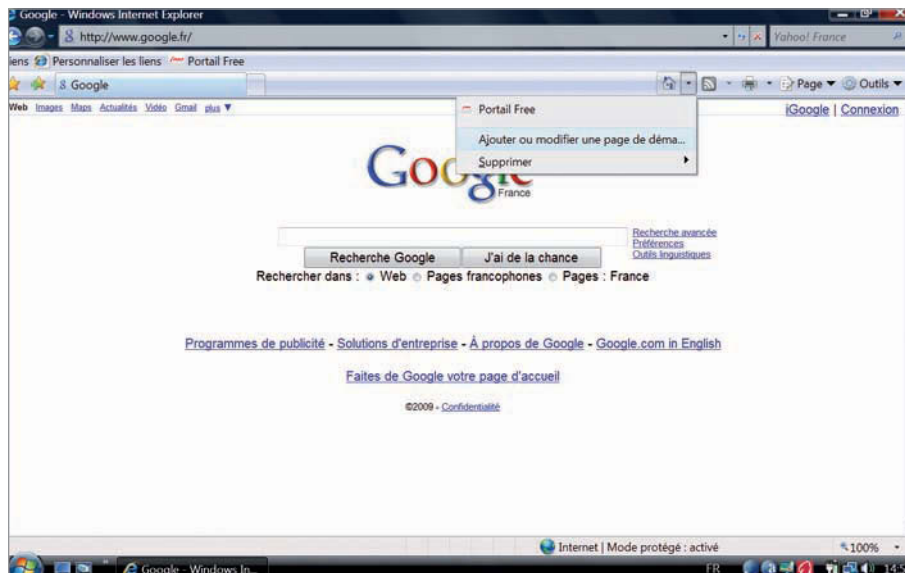 Google - Windows Internet Explorer
http://www.google.fr/
Yahoo! France
iens Personnaliser les liens Portail Free
Google
Page Outils
Web Images Maps Actualités Vidéo Gmail plus ▼
iGoogle | Connexion
Portail Free
Ajouter ou modifier une page de déma...
Supprimer
Google
France
Recherche avancée
Préférences
Outils linguistiques
Recherche Google J'ai de la chance
Rechercher dans : Web Pages francophones Pages : France
Programmes de publicité - Solutions d'entreprise - À propos de Google - Google.com in English
Faites de Google votre page d'accueil
©2009 - Confidentialité
Internet | Mode protégé : activé
100%
Google - Windows In...
FR
14:5